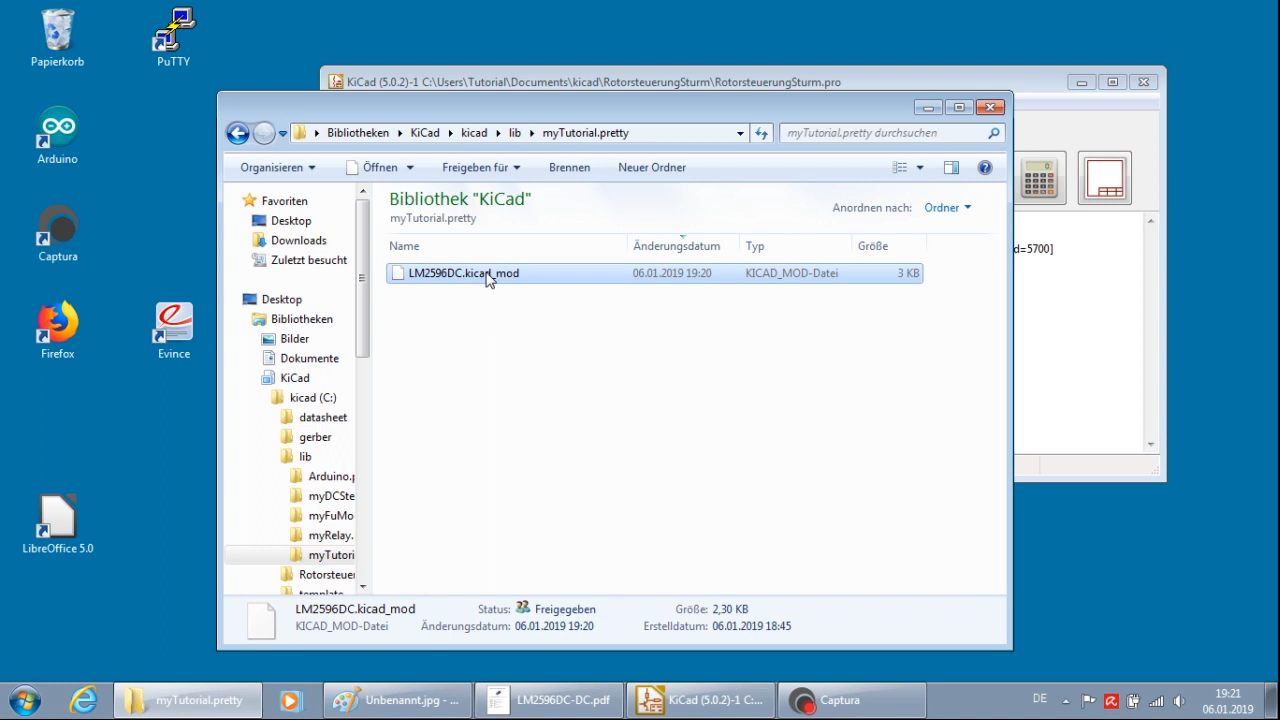 Papierkorb
PuTTY
Arduino
Captura
Firefox
Evince
LibreOffice 5.0
KiCad (5.0.2)-1 C:\Users\Tutorial\Documents\kicad\RotorsteuerungSturm\RotorsteuerungSturm.pro
d=5700]
Bibliotheken KiCad kicad lib myTutorial.pretty
myTutorial.pretty durchsuchen
Organisieren Öffnen Freigeben für Brennen Neuer Ordner
Favoriten
Desktop
Downloads
Zuletzt besucht
Desktop
Bibliotheken
Bilder
Dokumente
KiCad
kicad (C:)
datasheet
gerber
lib
Arduino.p
myDCSte
myFuMo
myRelay.
myTutori
Rotorsteuer
template
Bibliothek "KiCad"
myTutorial.pretty
Anordnen nach: Ordner
Name Änderungsdatum Typ Größe
LM2596DC.kicad_mod 06.01.2019 19:20 KICAD_MOD-Datei 3 KB
LM2596DC.kicad_mod Status: Freigegeben Größe: 2,30 KB
KICAD_MOD-Datei Änderungsdatum: 06.01.2019 19:20 Erstelldatum: 06.01.2019 18:45
myTutorial.pretty
Unbenannt.jpg - ...
LM2596DC-DC.pdf
KiCad (5.0.2)-1 C:...
Captura
DE
19:21
06.01.2019